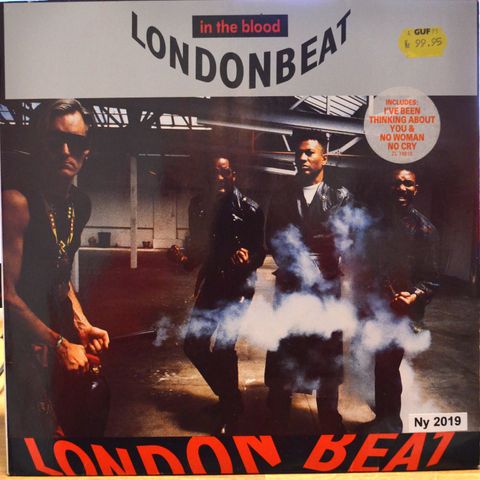 in the blood
LONDONBEAT
GUF
kr 99.95
INCLUDES:
I'VE BEEN
THINKING ABOUT
YOU &
NO WOMAN
NO CRY
Ny 2019
LONDON BEAT